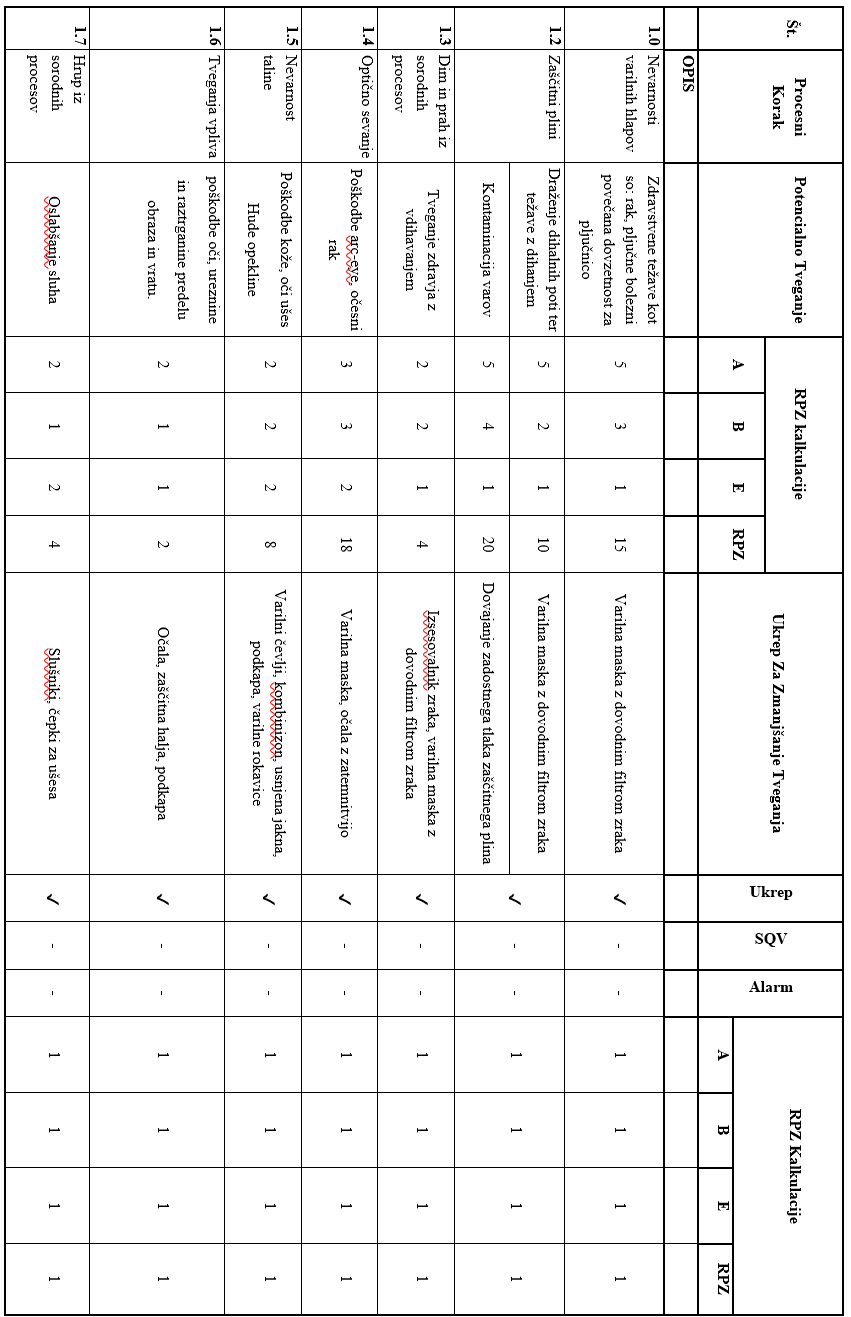 Št.
Procesni
Korak
Potencialno Tveganje
RPZ kalkulacije
Ukrep Za Zmanjšanje Tveganja
Ukrep
SQV
Alarm
RPZ Kalkulacije
A
B
E
RPZ
A
B
E
RPZ
OPIS
1.0
Nevarnosti
varilnih hlapov
Zdravstvene težave kot
so: rak, pljučne bolezni
povečana dovzetnost za
pljučnico
5
3
1
15
Varilna maska z dovodnim filtrom zraka
✓
-
-
1
1
1
1
1.2
Zaščitni plini
Draženje dihalnih poti ter
težave z dihanjem
5
2
1
10
Varilna maska z dovodnim filtrom zraka
✓
-
-
1
1
1
1
Kontaminacija varov
5
4
1
20
Dovajanje zadostnega tlaka zaščitnega plina
1.3
Dim in prah iz
sorodnih
procesov
Tveganje zdravja z
vdihavanjem
2
2
1
4
Izsesovalnik zraka, varilna maska z
dovodnim filtrom zraka
✓
-
-
1
1
1
1
1.4
Optično sevanje
Poškodbe arc-eye, očesni
rak
3
3
2
18
Varilna maska, očala z zatemnitvijo
✓
-
-
1
1
1
1
1.5
Nevarnost
taline
Poškodbe kože, oči ušes
Hude opekline
2
2
2
8
Varilni čevlji, kombinizon, usnjena jakna,
podkapa, varilne rokavice
✓
-
-
1
1
1
1
1.6
Tveganja vpliva
poškodbe oči, ureznine
in raztrganine predelu
obraza in vratu.
2
1
1
2
Očala, zaščitna halja, podkapa
✓
-
-
1
1
1
1
1.7
Hrup iz
sorodnih
procesov
Oslabšanje sluha
2
1
2
4
Slušniki, čepki za ušesa
✓
-
-
1
1
1
1